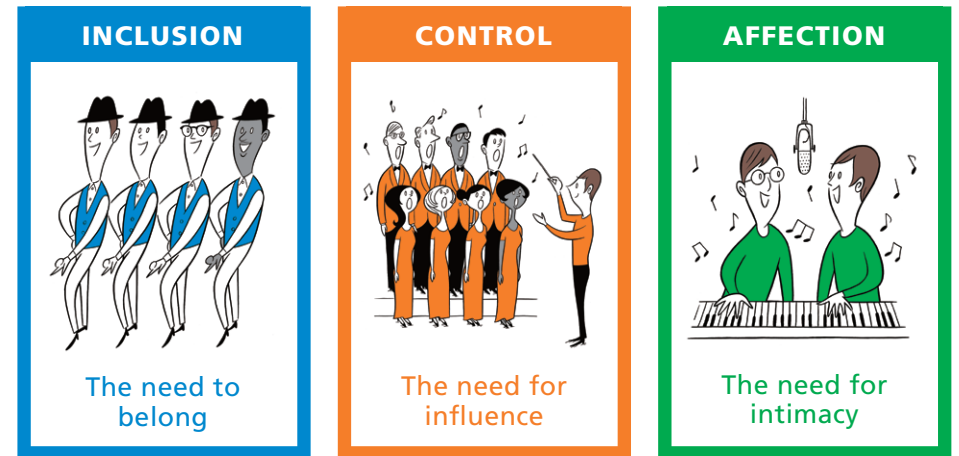 INCLUSION
The need to
belong
CONTROL
The need for
influence
AFFECTION
The need for
intimacy